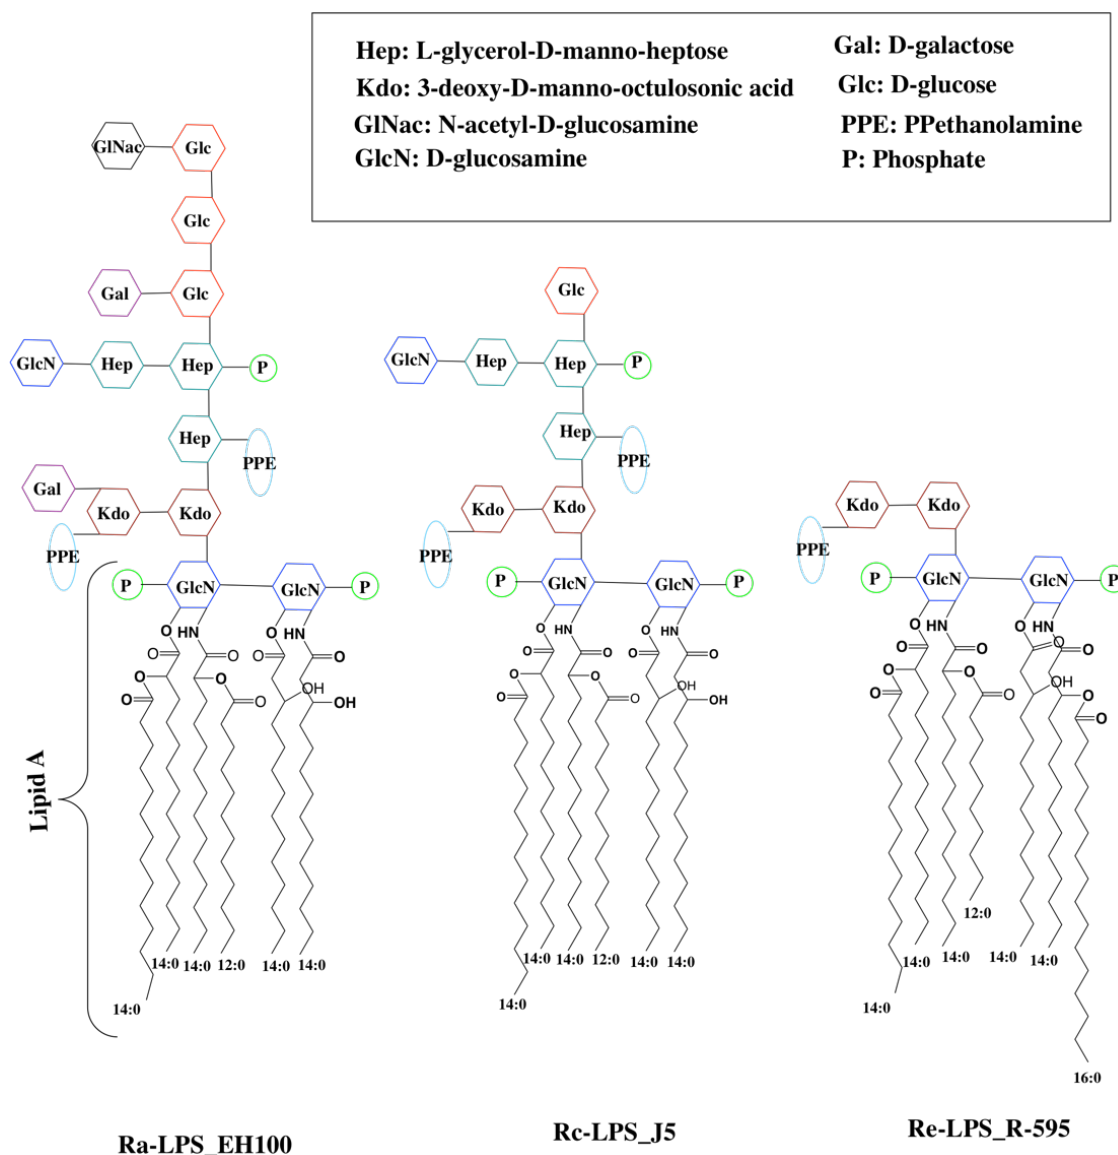 Hep: L-glycerol-D-manno-heptose
Kdo: 3-deoxy-D-manno-octulosonic acid
GlNac: N-acetyl-D-glucosamine
GlcN: D-glucosamine
Gal: D-galactose
Glc: D-glucose
PPE: PPethanolamine
P: Phosphate
GlNac Glc
Glc
Gal Glc
GlcN Hep Hep P
Hep
PPE
Gal
Kdo Kdo
PPE
P GlcN GlcN P
O HN O HN
O O O O
O O O OH
O O OH
Lipid A
14:0 14:0 12:0 14:0 14:0
14:0
Ra-LPS_EH100
Glc
GlcN Hep Hep P
Hep
PPE
Kdo Kdo
PPE
P GlcN GlcN P
O HN O HN
O O O O
O O O OH
O OH
14:0 14:0 12:0 14:0 14:0
14:0
Rc-LPS_J5
Kdo Kdo
PPE
P GlcN GlcN P
O HN O HN
O O O O
O O OH
O O O
O
12:0
14:0 14:0 14:0 14:0
14:0
16:0
Re-LPS_R-595